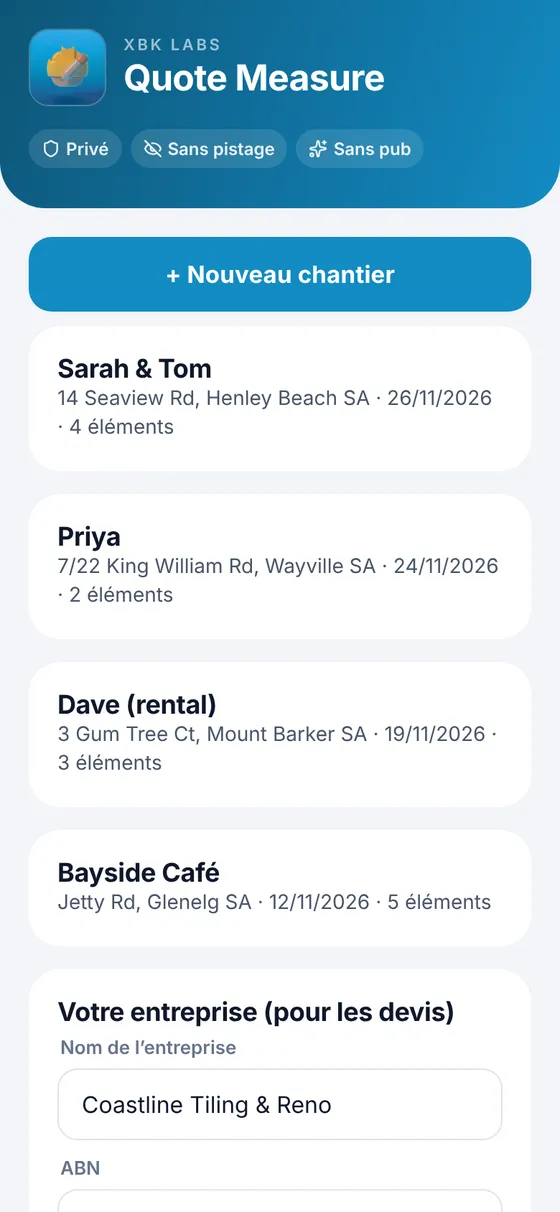 XBK LABS
Quote Measure
Privé
Sans pistage
Sans pub
+ Nouveau chantier
Sarah & Tom
14 Seaview Rd, Henley Beach SA · 26/11/2026
· 4 éléments
Priya
7/22 King William Rd, Wayville SA · 24/11/2026
· 2 éléments
Dave (rental)
3 Gum Tree Ct, Mount Barker SA · 19/11/2026 ·
3 éléments
Bayside Café
Jetty Rd, Glenelg SA · 12/11/2026 · 5 éléments
Votre entreprise (pour les devis)
Nom de l’entreprise
Coastline Tiling & Reno
ABN